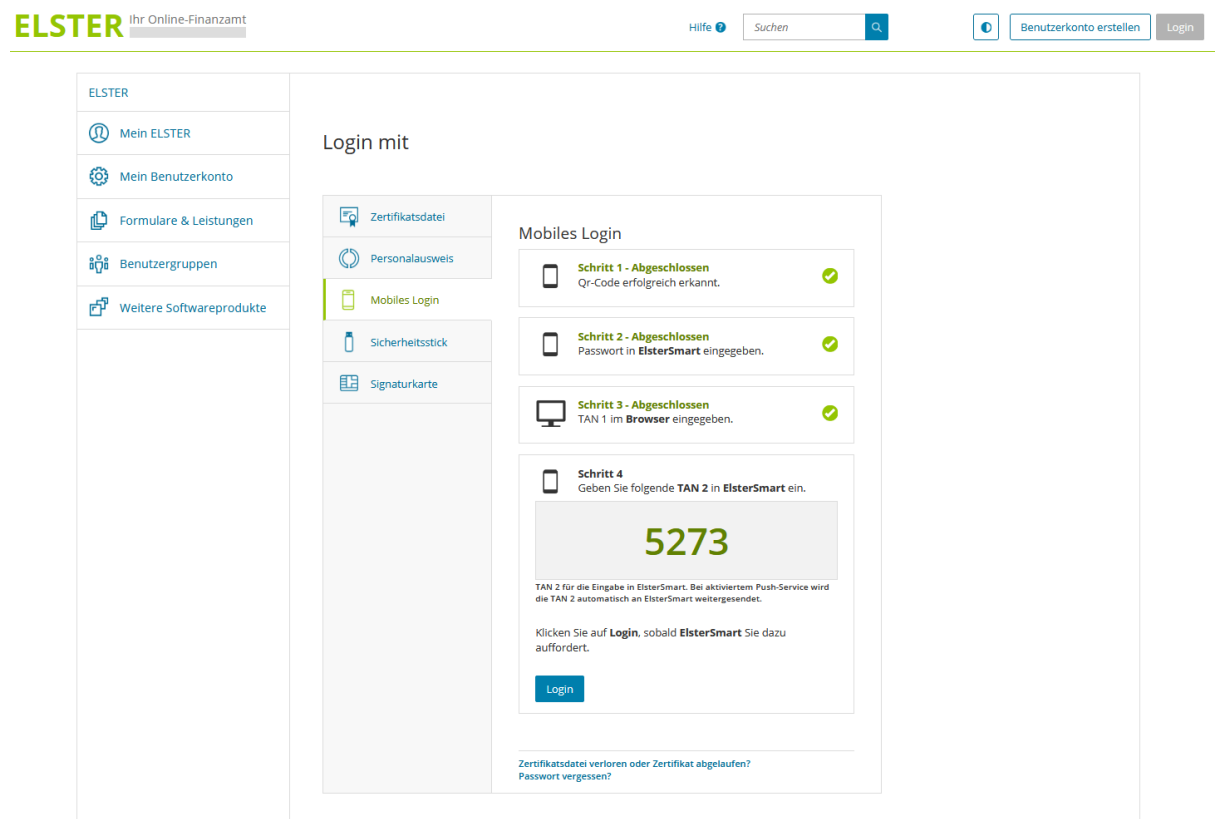 ELSTER Ihr Online-Finanzamt
Hilfe ?
Suchen
Benutzerkonto erstellen
Login
ELSTER
Mein ELSTER
Mein Benutzerkonto
Formulare & Leistungen
Benutzergruppen
Weitere Softwareprodukte
Login mit
Zertifikatsdatei
Personalausweis
Mobiles Login
Sicherheitsstick
Signaturkarte
Mobiles Login
Schritt 1 - Abgeschlossen
Qr-Code erfolgreich erkannt.
Schritt 2 - Abgeschlossen
Passwort in ElsterSmart eingegeben.
Schritt 3 - Abgeschlossen
TAN 1 im Browser eingegeben.
Schritt 4
Geben Sie folgende TAN 2 in ElsterSmart ein.
5273
TAN 2 für die Eingabe in ElsterSmart. Bei aktiviertem Push-Service wird
die TAN 2 automatisch an ElsterSmart weitergesendet.
Klicken Sie auf Login, sobald ElsterSmart Sie dazu
auffordert.
Login
Zertifikatsdatei verloren oder Zertifikat abgelaufen?
Passwort vergessen?